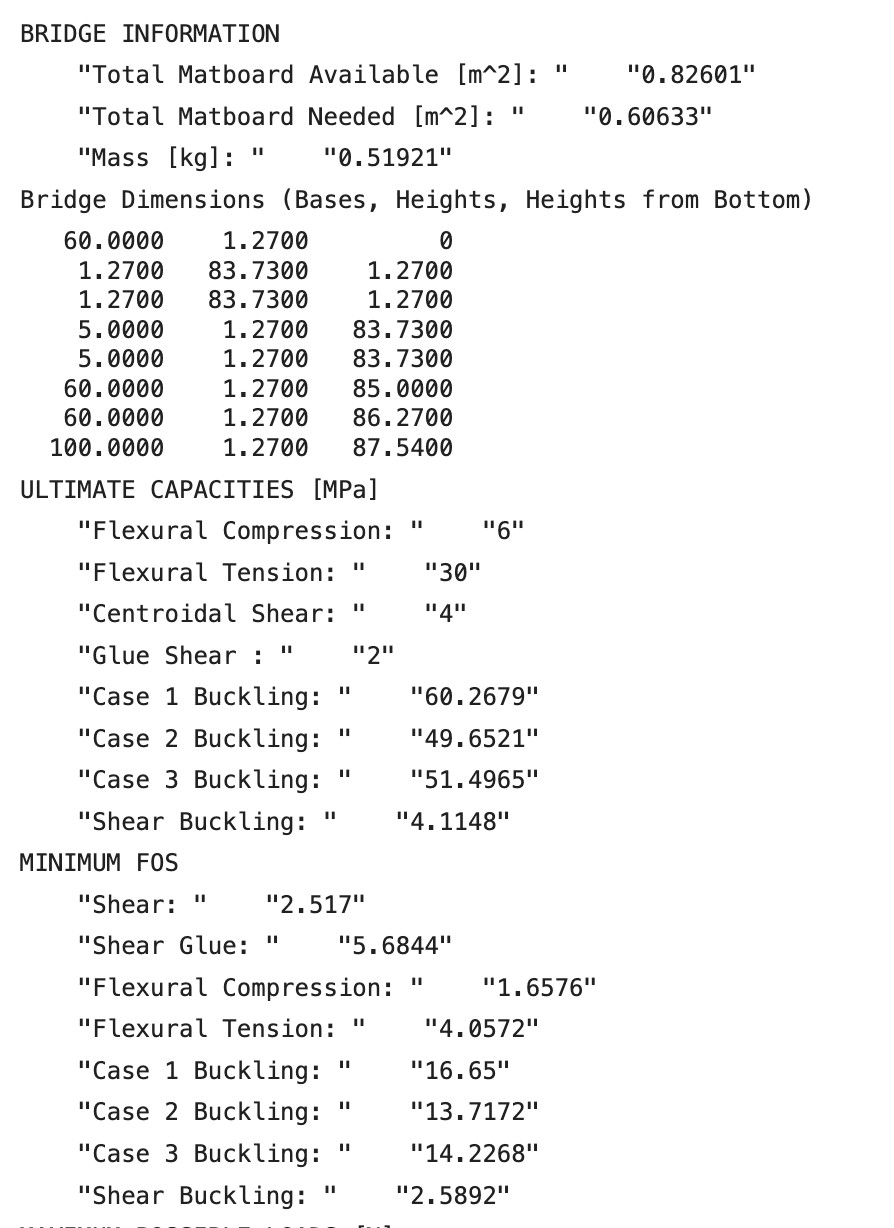 BRIDGE INFORMATION
"Total Matboard Available [m^2]: " "0.82601"
"Total Matboard Needed [m^2]: " "0.60633"
"Mass [kg]: " "0.51921"
Bridge Dimensions (Bases, Heights, Heights from Bottom)
60.0000 1.2700 0
1.2700 83.7300 1.2700
1.2700 83.7300 1.2700
5.0000 1.2700 83.7300
5.0000 1.2700 83.7300
60.0000 1.2700 85.0000
60.0000 1.2700 86.2700
100.0000 1.2700 87.5400
ULTIMATE CAPACITIES [MPa]
"Flexural Compression: " "6"
"Flexural Tension: " "30"
"Centroidal Shear: " "4"
"Glue Shear : " "2"
"Case 1 Buckling: " "60.2679"
"Case 2 Buckling: " "49.6521"
"Case 3 Buckling: " "51.4965"
"Shear Buckling: " "4.1148"
MINIMUM FOS
"Shear: " "2.517"
"Shear Glue: " "5.6844"
"Flexural Compression: " "1.6576"
"Flexural Tension: " "4.0572"
"Case 1 Buckling: " "16.65"
"Case 2 Buckling: " "13.7172"
"Case 3 Buckling: " "14.2268"
"Shear Buckling: " "2.5892"